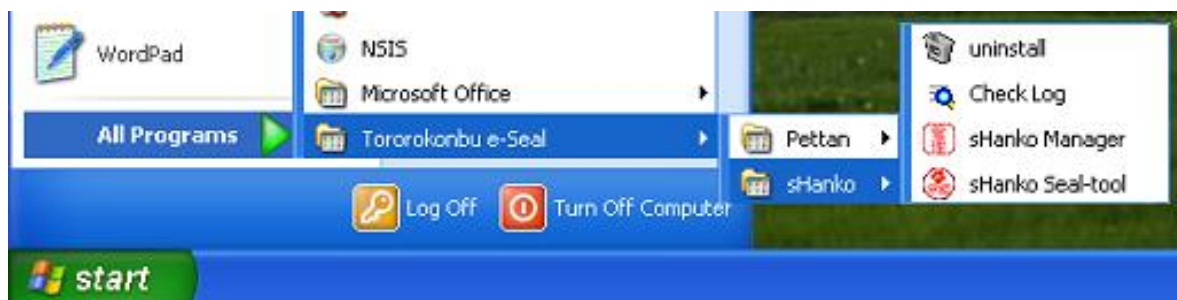 WordPad
All Programs
NSIS
Microsoft Office
Tororokonbu e-Seal
Pettan
sHanko
uninstall
Check Log
sHanko Manager
sHanko Seal-tool
Log Off
Turn Off Computer
start